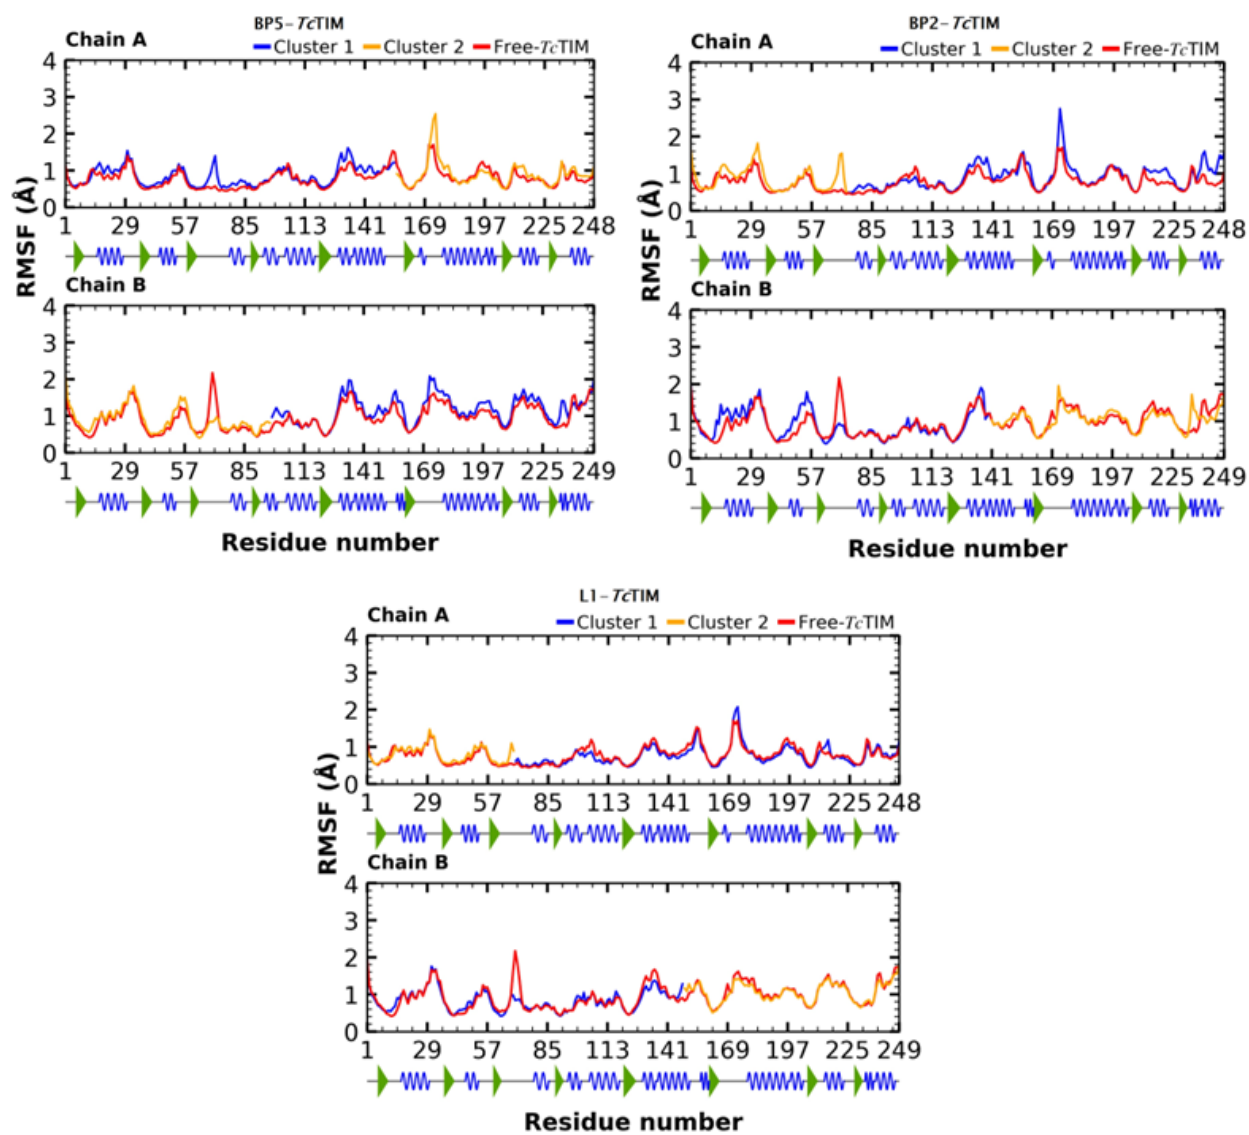 BP5-TcTIM
Chain A
Cluster 1 Cluster 2 Free-TcTIM
4
3
2
1
0
1 29 57 85 113 141 169 197 225 248
RMSF (Å)
Chain B
4
3
2
1
0
1 29 57 85 113 141 169 197 225 249
Residue number
BP2-TcTIM
Chain A
Cluster 1 Cluster 2 Free-TcTIM
4
3
2
1
0
1 29 57 85 113 141 169 197 225 248
RMSF (Å)
Chain B
4
3
2
1
0
1 29 57 85 113 141 169 197 225 249
Residue number
L1-TcTIM
Chain A
Cluster 1 Cluster 2 Free-TcTIM
4
3
2
1
0
1 29 57 85 113 141 169 197 225 248
RMSF (Å)
Chain B
4
3
2
1
0
1 29 57 85 113 141 169 197 225 249
Residue number